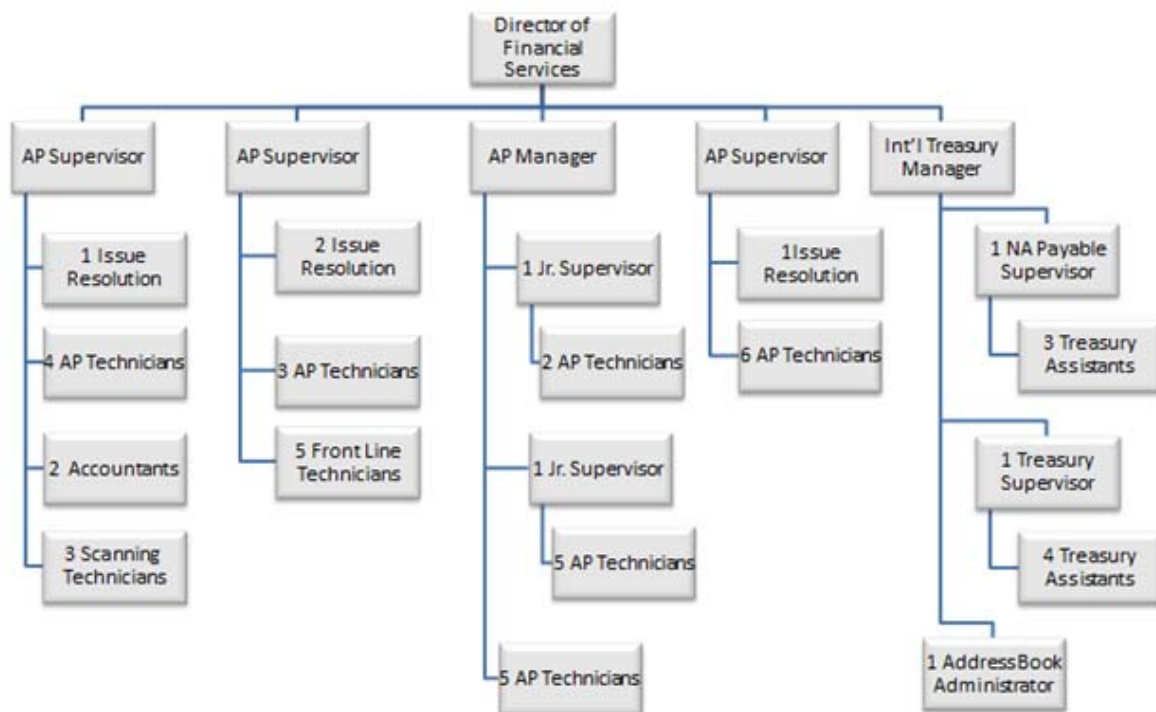 Director of
Financial
Services
AP Supervisor
AP Supervisor
AP Manager
AP Supervisor
Int'l Treasury
Manager
1 Issue
Resolution
4 AP Technicians
2 Accountants
3 Scanning
Technicians
2 Issue
Resolution
3 AP Technicians
5 Front Line
Technicians
1 Jr. Supervisor
2 AP Technicians
1 Jr. Supervisor
5 AP Technicians
5 AP Technicians
1Issue
Resolution
6 AP Technicians
1 NA Payable
Supervisor
3 Treasury
Assistants
1 Treasury
Supervisor
4 Treasury
Assistants
1 Address Book
Administrator